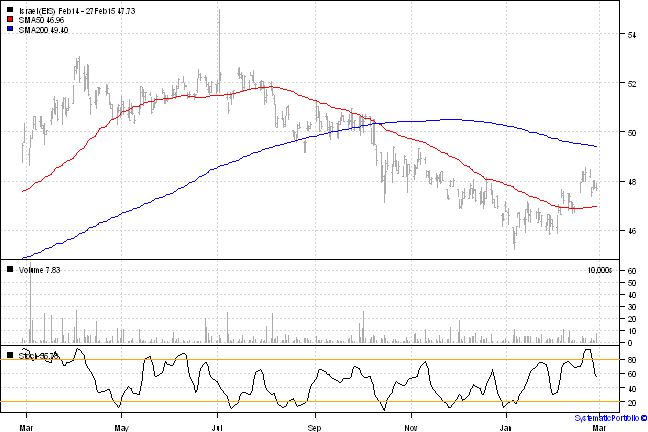 Israel (EIS) Feb14 - 27Feb15 47.73
SMA50 46.96
SMA200 49.40
54
52
50
48
46
Volume 7.83
10,000s
60
50
40
30
20
10
0
80
60
40
20
Mar
May
Jul
Sep
Nov
Jan
Mar
SystematicPortfolio ©